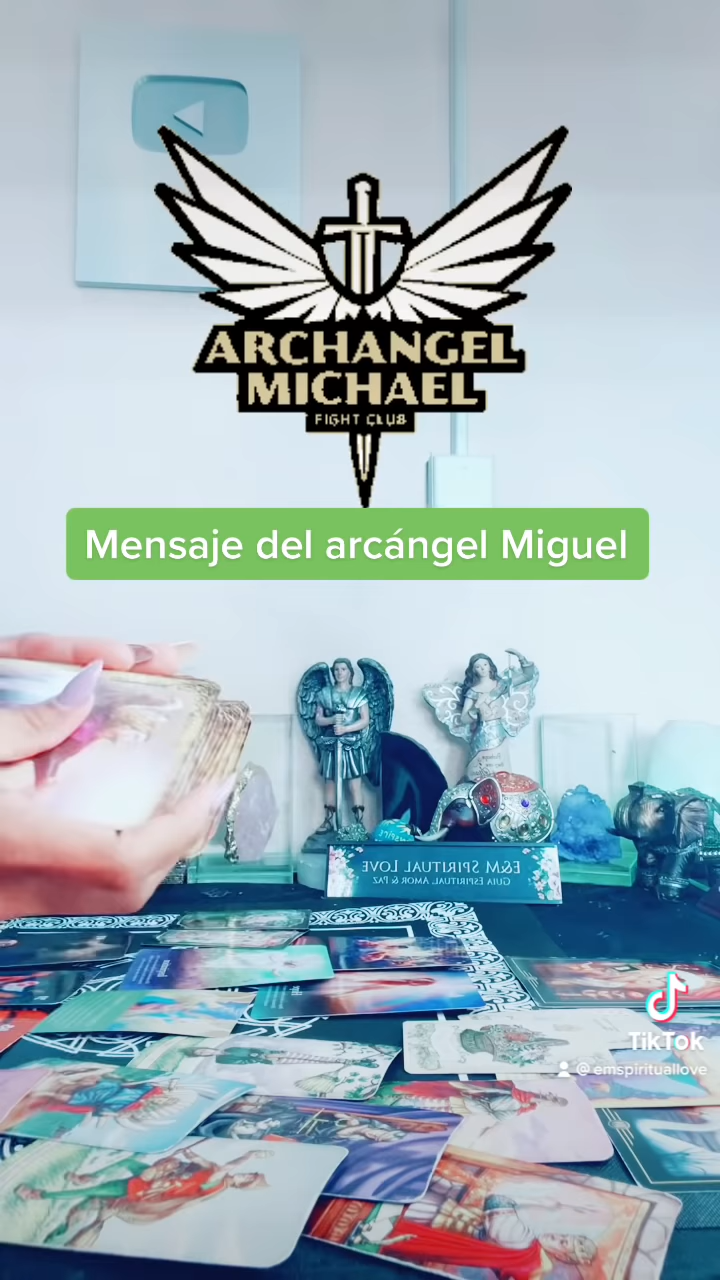 ARCHANGEL
MICHAEL
FIGHT CLUB
Mensaje del arcángel Miguel
E&M SPIRITUAL LOVE
GUIA ESPIRITUAL, AMOR & PAZ
TikTok
@emspirituallove